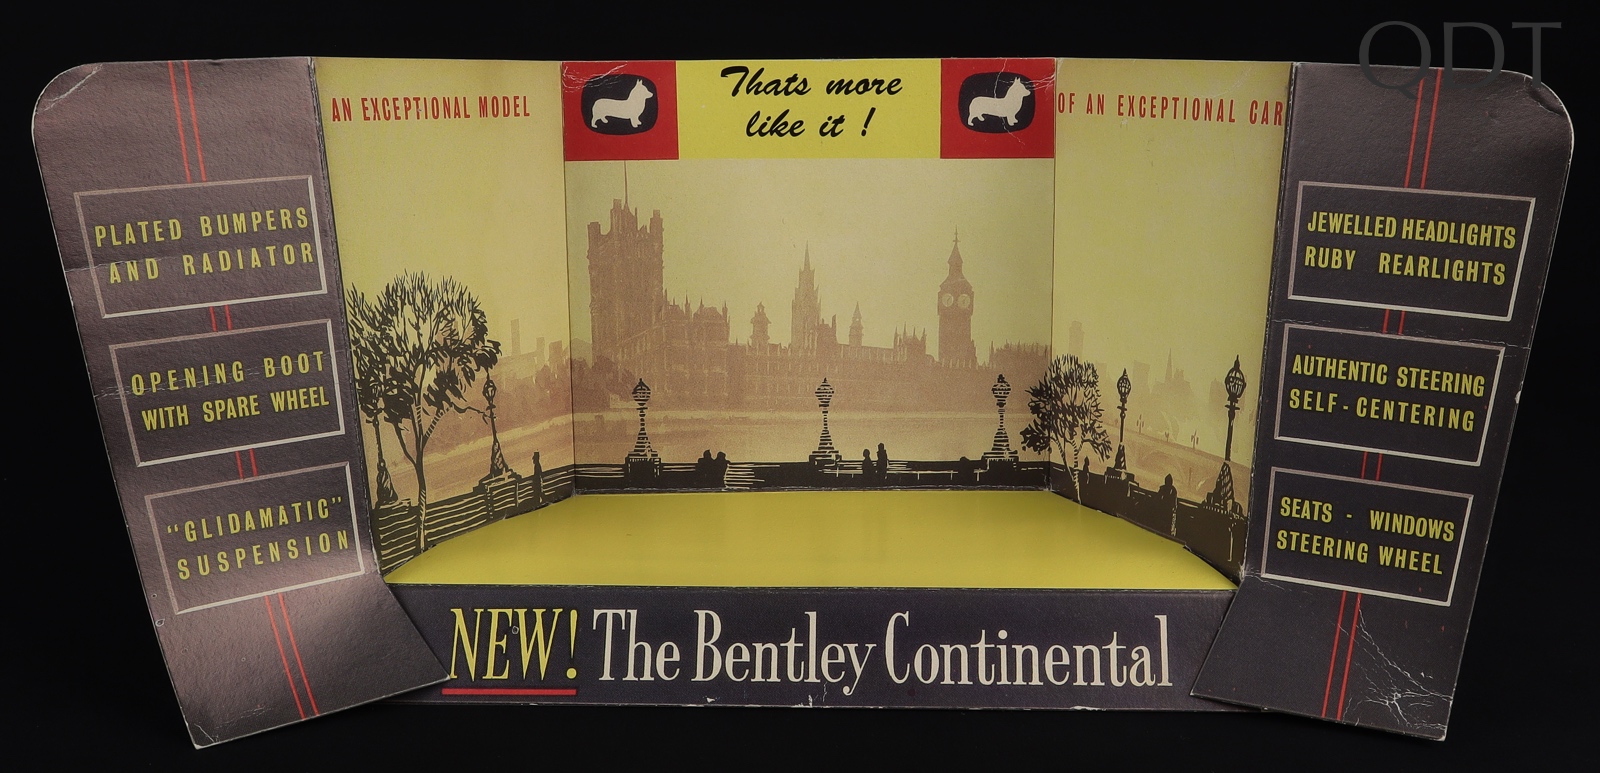 QDT
AN EXCEPTIONAL MODEL
Thats more
like it !
OF AN EXCEPTIONAL CAR
PLATED BUMPERS
AND RADIATOR
OPENING BOOT
WITH SPARE WHEEL
"GLIDAMATIC"
SUSPENSION
JEWELLED HEADLIGHTS
RUBY REARLIGHTS
AUTHENTIC STEERING
SELF-CENTERING
SEATS - WINDOWS
STEERING WHEEL
NEW! The Bentley Continental